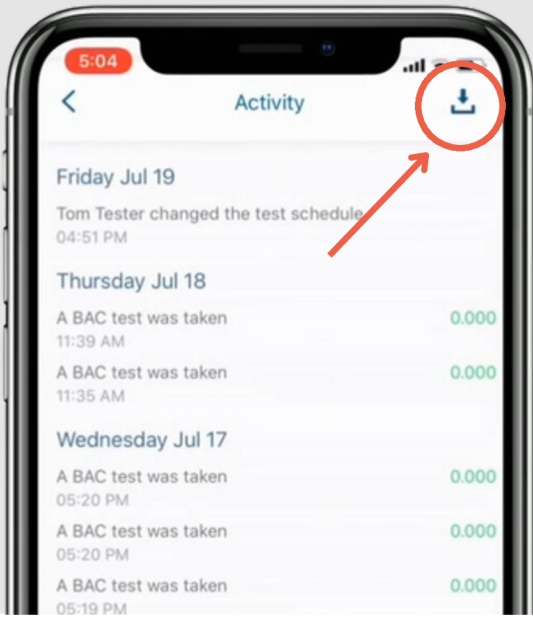 5:04
Activity
Friday Jul 19
Tom Tester changed the test schedule
04:51 PM
Thursday Jul 18
A BAC test was taken 0.000
11:39 AM
A BAC test was taken 0.000
11:35 AM
Wednesday Jul 17
A BAC test was taken 0.000
05:20 PM
A BAC test was taken 0.000
05:20 PM
A BAC test was taken 0.000
05:19 PM